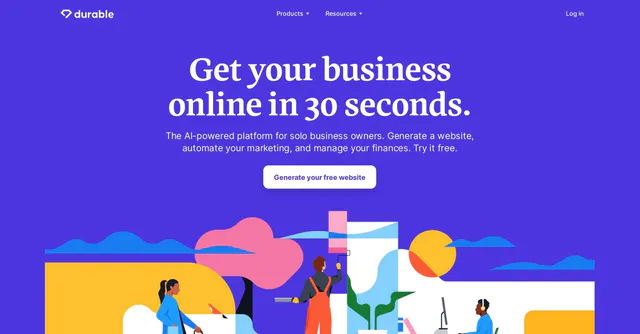 durable
Products
Resources
Log in
Get your business
online in 30 seconds.
The AI-powered platform for solo business owners. Generate a website,
automate your marketing, and manage your finances. Try it free.
Generate your free website